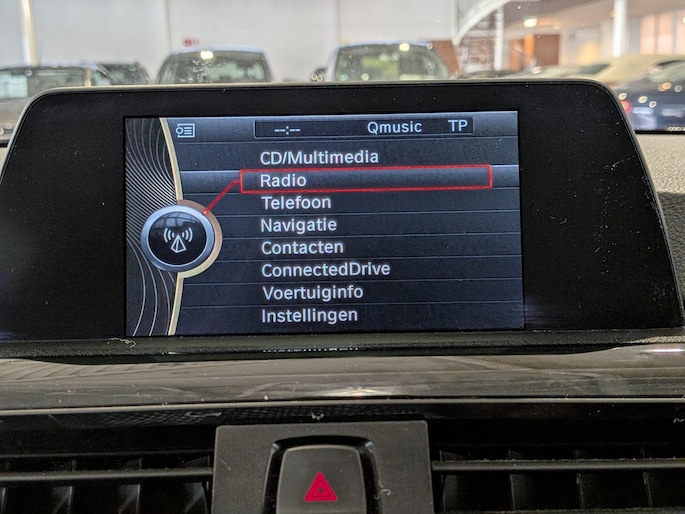 --:-- Qmusic TP
CD/Multimedia
Radio
Telefoon
Navigatie
Contacten
ConnectedDrive
Voertuiginfo
Instellingen